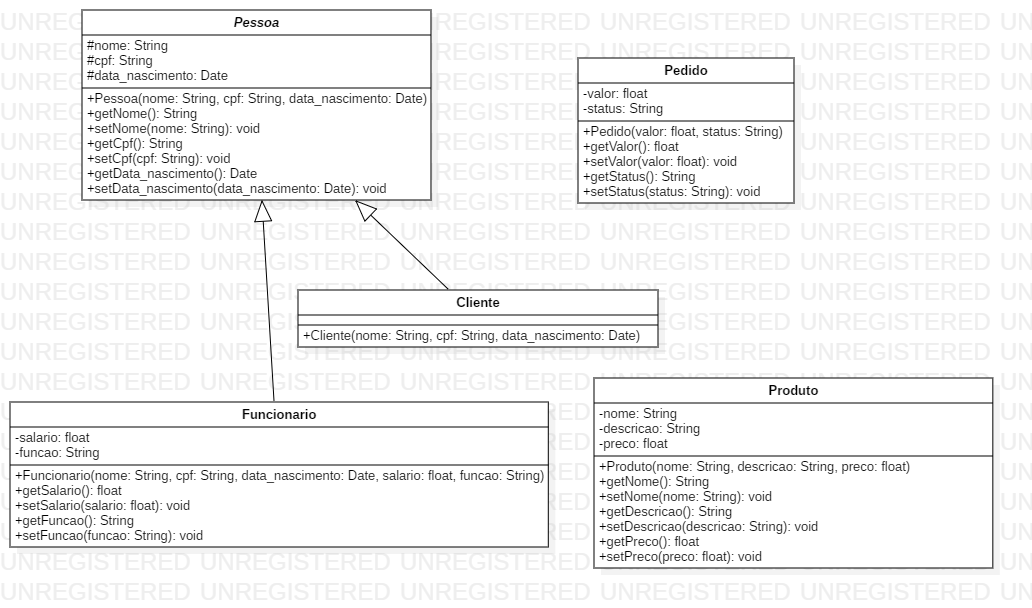 Pessoa
#nome: String
#cpf: String
#data_nascimento: Date
+Pessoa(nome: String, cpf: String, data_nascimento: Date)
+getNome(): String
+setNome(nome: String): void
+getCpf(): String
+setCpf(cpf: String): void
+getData_nascimento(): Date
+setData_nascimento(data_nascimento: Date): void
Pedido
-valor: float
-status: String
+Pedido(valor: float, status: String)
+getValor(): float
+setValor(valor: float): void
+getStatus(): String
+setStatus(status: String): void
Cliente
+Cliente(nome: String, cpf: String, data_nascimento: Date)
Funcionario
-salario: float
-funcao: String
+Funcionario(nome: String, cpf: String, data_nascimento: Date, salario: float, funcao: String)
+getSalario(): float
+setSalario(salario: float): void
+getFuncao(): String
+setFuncao(funcao: String): void
Produto
-nome: String
-descricao: String
-preco: float
+Produto(nome: String, descricao: String, preco: float)
+getNome(): String
+setNome(nome: String): void
+getDescricao(): String
+setDescricao(descricao: String): void
+getPreco(): float
+setPreco(preco: float): void
UNREGISTERED UNREGISTERED UNREGISTERED UNREGISTERED UNREGISTERED